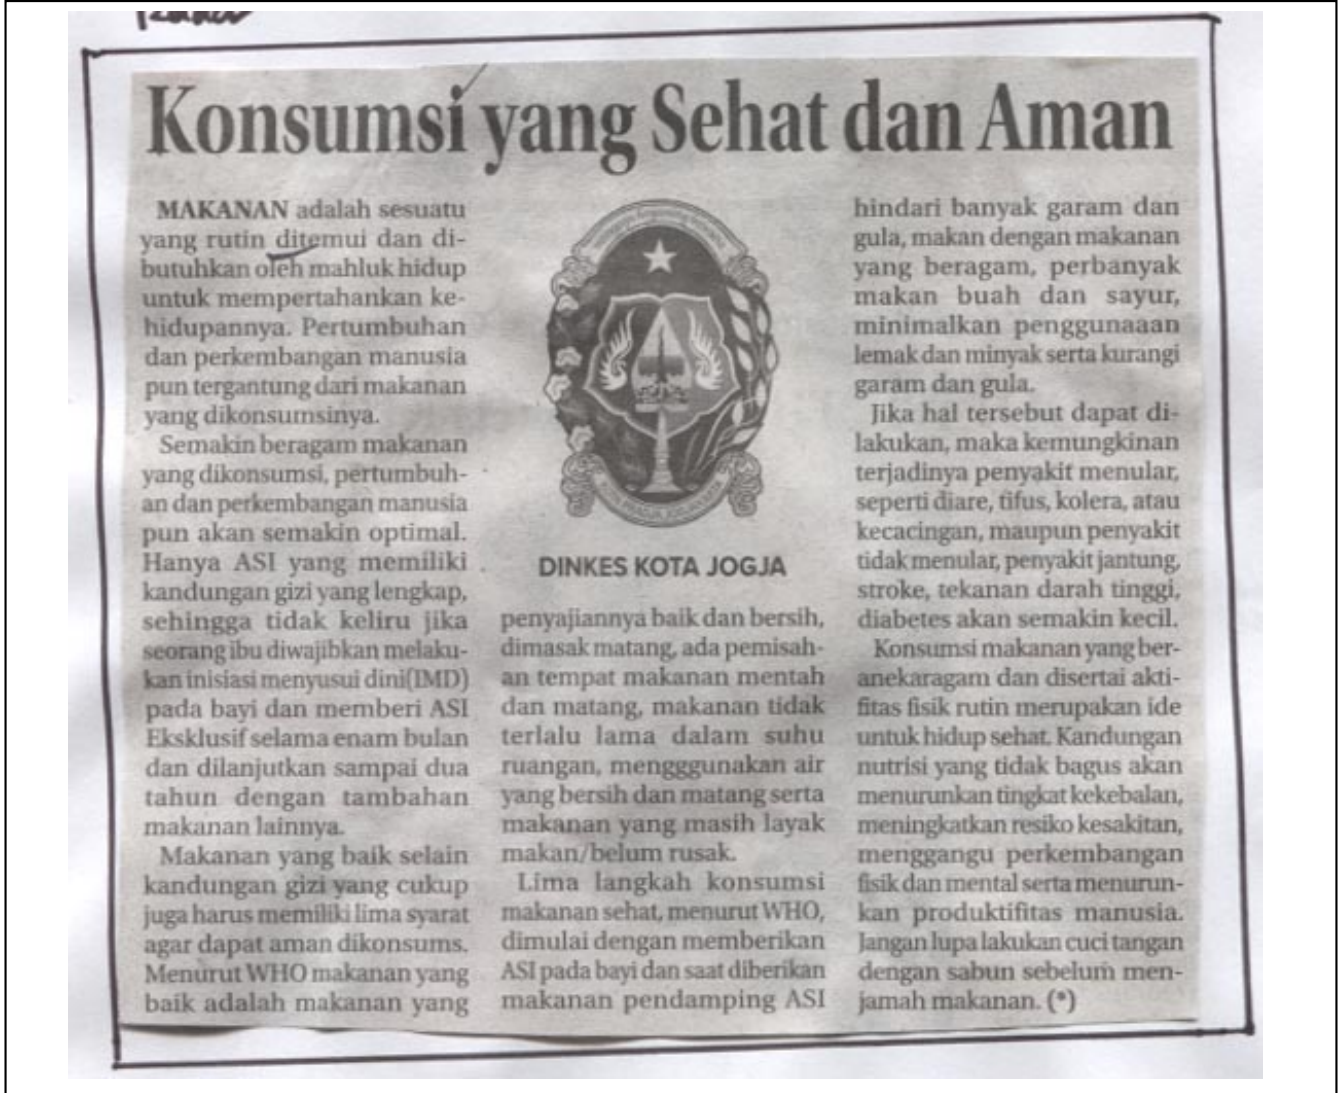 Konsumsi yang Sehat dan Aman
MAKANAN adalah sesuatu
yang rutin ditemui dan di-
butuhkan oleh mahluk hidup
untuk mempertahankan ke-
hidupannya. Pertumbuhan
dan perkembangan manusia
pun tergantung dari makanan
yang dikonsumsinya.
Semakin beragam makanan
yang dikonsumsi, pertumbuh-
an dan perkembangan manusia
pun akan semakin optimal.
Hanya ASI yang memiliki
kandungan gizi yang lengkap,
sehingga tidak keliru jika
seorang ibu diwajibkan melaku-
kan inisiasi menyusui dini(IMD)
pada bayi dan memberi ASI
Eksklusif selama enam bulan
dan dilanjutkan sampai dua
tahun dengan tambahan
makanan lainnya.
Makanan yang baik selain
kandungan gizi yang cukup
juga harus memiliki lima syarat
agar dapat aman dikonsums.
Menurut WHO makanan yang
baik adalah makanan yang
DINKES KOTA JOGJA
penyajiannya baik dan bersih,
dimasak matang, ada pemisah-
an tempat makanan mentah
dan matang, makanan tidak
terlalu lama dalam suhu
ruangan, mengggunakan air
yang bersih dan matang serta
makanan yang masih layak
makan/belum rusak.
Lima langkah konsumsi
makanan sehat, menurut WHO,
dimulai dengan memberikan
ASI pada bayi dan saat diberikan
makanan pendamping ASI
hindari banyak garam dan
gula, makan dengan makanan
yang beragam, perbanyak
makan buah dan sayur,
minimalkan penggunaaan
lemak dan minyak serta kurangi
garam dan gula.
Jika hal tersebut dapat di-
lakukan, maka kemungkinan
terjadinya penyakit menular,
seperti diare, tifus, kolera, atau
kecacingan, maupun penyakit
tidak menular, penyakit jantung,
stroke, tekanan darah tinggi,
diabetes akan semakin kecil.
Konsumsi makanan yang ber-
anekaragam dan disertai akti-
fitas fisik rutin merupakan ide
untuk hidup sehat. Kandungan
nutrisi yang tidak bagus akan
menurunkan tingkat kekebalan,
meningkatkan resiko kesakitan,
menggangu perkembangan
fisik dan mental serta menurun-
kan produktifitas manusia.
Jangan lupa lakukan cuci tangan
dengan sabun sebelum men-
jamah makanan. (*)